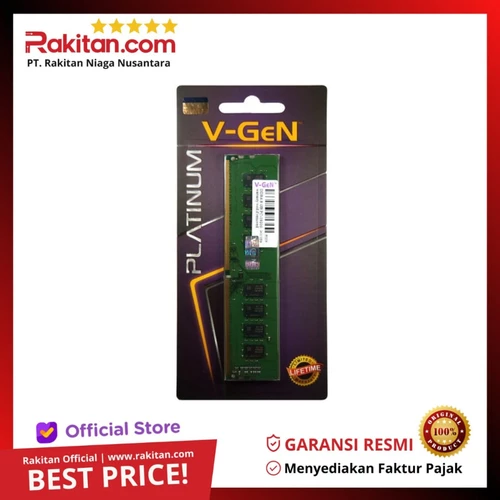 Rakitan.com
PT. Rakitan Niaga Nusantara
V-GeN
PLATINUM
V-GeN
LIFETIME
Official Store
Rakitan Official | www.rakitan.com
BEST PRICE!
GARANSI RESMI
Menyediakan Faktur Pajak
ORIGINAL
100%
PRODUCT